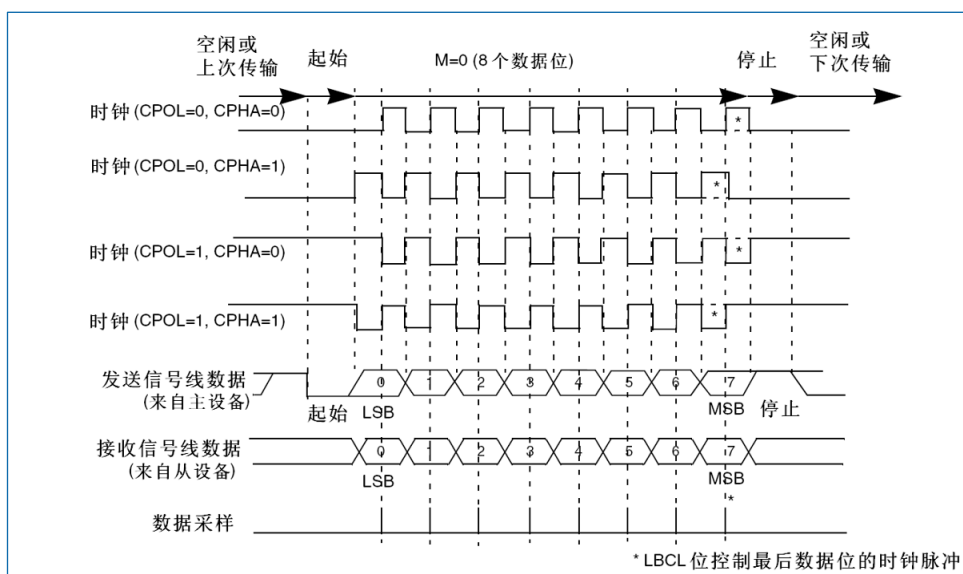 空闲或
上次传输
起始
M=0 (8 个数据位)
停止
空闲或
下次传输
时钟 (CPOL=0, CPHA=0)
*
时钟 (CPOL=0, CPHA=1)
*
时钟 (CPOL=1, CPHA=0)
*
时钟 (CPOL=1, CPHA=1)
*
发送信号线数据
(来自主设备)
起始
0 1 2 3 4 5 6 7
LSB
MSB
停止
接收信号线数据
(来自从设备)
0 1 2 3 4 5 6 7
LSB
MSB
*
数据采样
* LBCL 位控制最后数据位的时钟脉冲